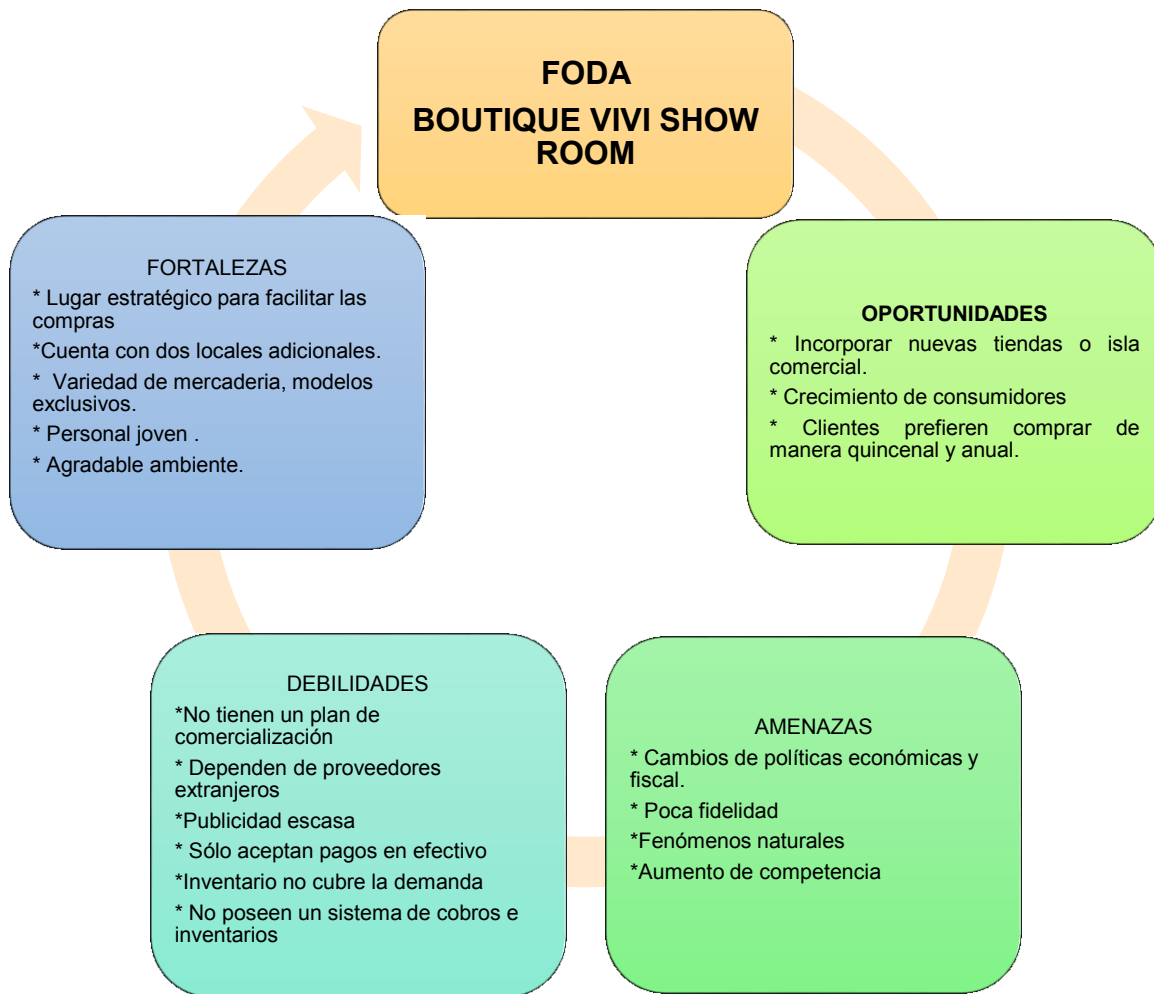 FODA
BOUTIQUE VIVI SHOW
ROOM
FORTALEZAS
* Lugar estratégico para facilitar las
compras
*Cuenta con dos locales adicionales.
* Variedad de mercaderia, modelos
exclusivos.
* Personal joven .
* Agradable ambiente.
OPORTUNIDADES
* Incorporar nuevas tiendas o isla
comercial.
* Crecimiento de consumidores
* Clientes prefieren comprar de
manera quincenal y anual.
DEBILIDADES
*No tienen un plan de
comercialización
* Dependen de proveedores
extranjeros
*Publicidad escasa
* Sólo aceptan pagos en efectivo
*Inventario no cubre la demanda
* No poseen un sistema de cobros e
inventarios
AMENAZAS
* Cambios de políticas económicas y
fiscal.
* Poca fidelidad
*Fenómenos naturales
*Aumento de competencia